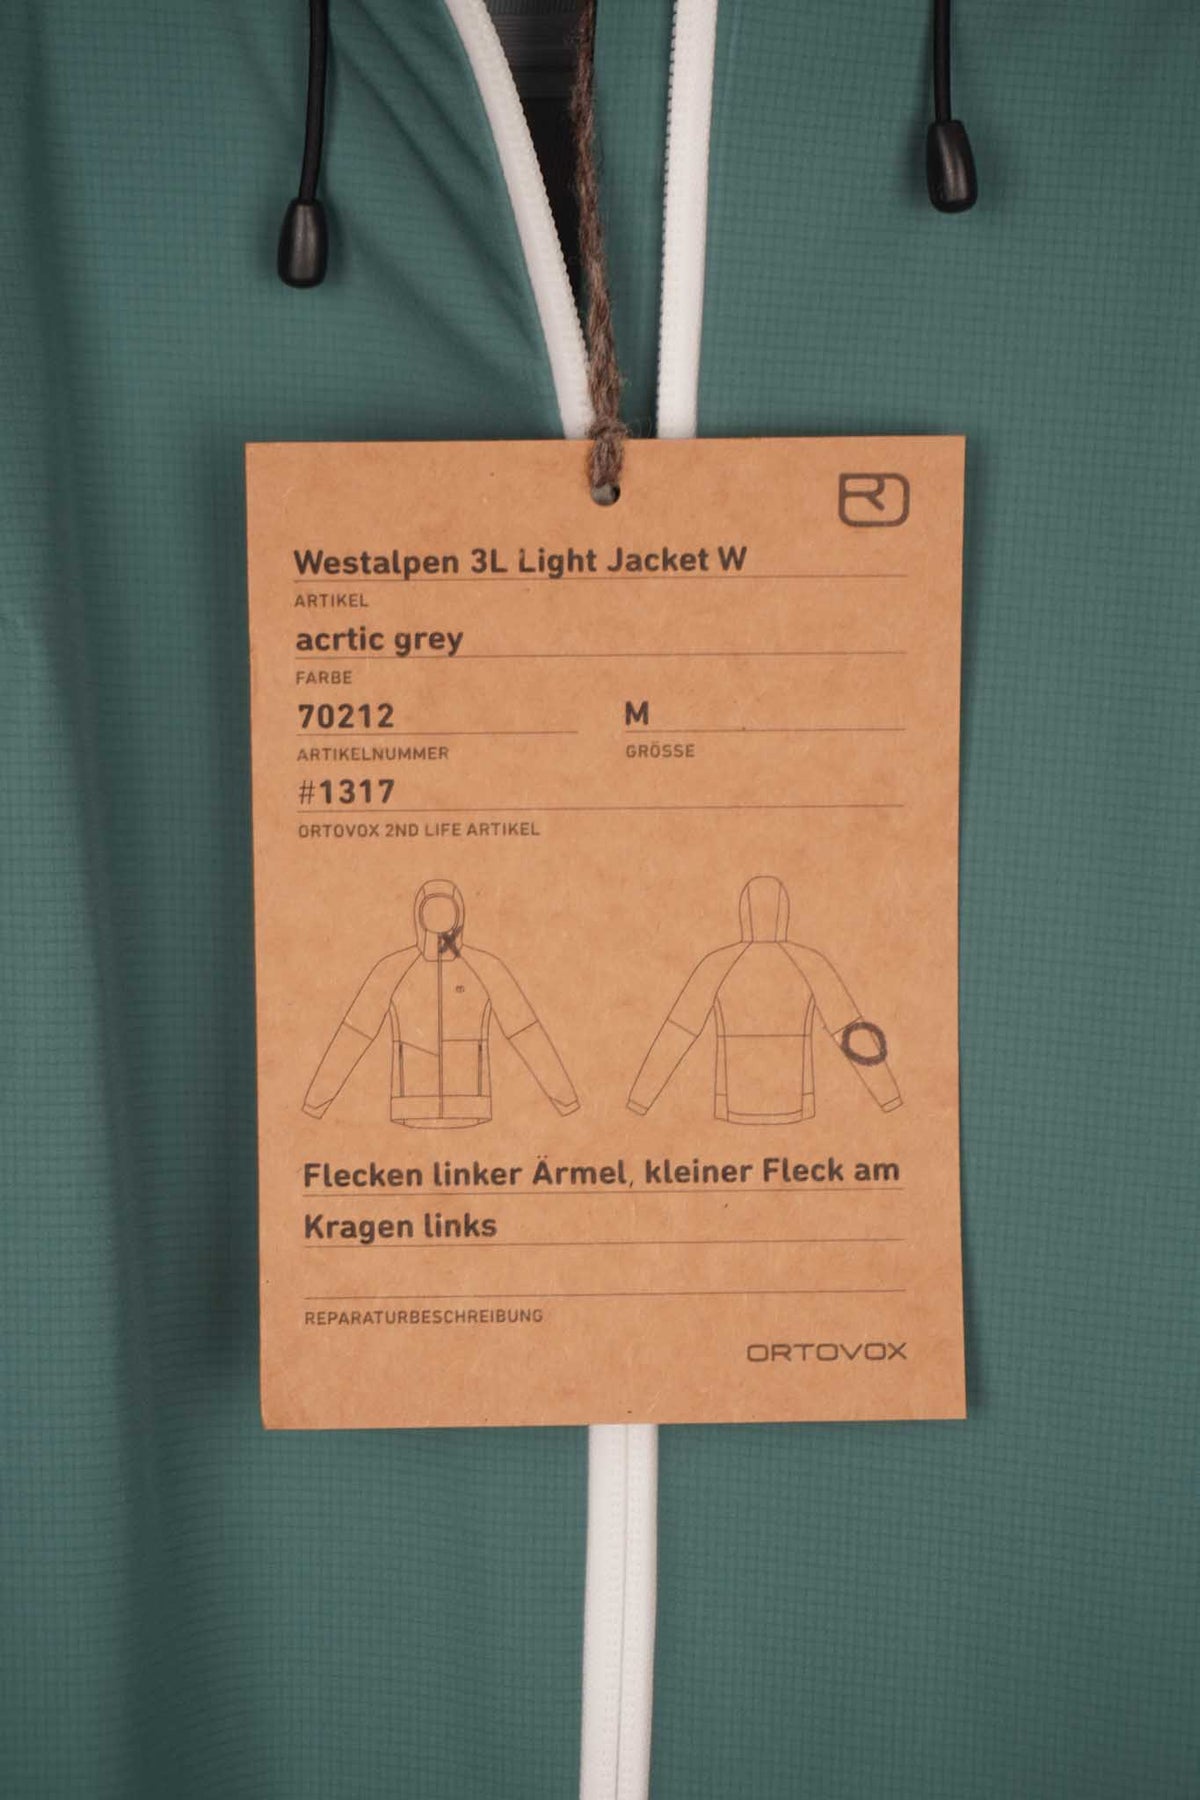 Westalpen 3L Light Jacket W
ARTIKEL
acrtic grey
FARBE
70212 M
ARTIKELNUMMER GRÖSSE
#1317
ORTOVOX 2ND LIFE ARTIKEL
X
Flecken linker Ärmel, kleiner Fleck am
Kragen links
REPARATURBESCHREIBUNG
ORTOVOX